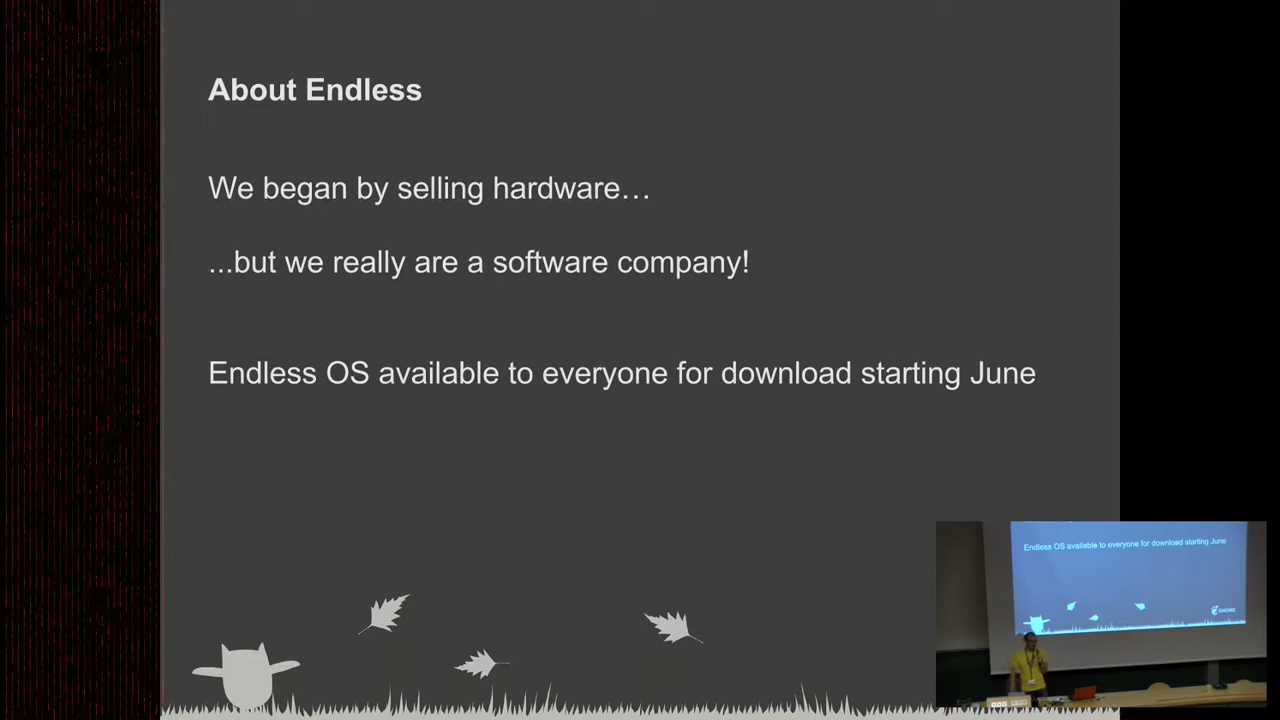 About Endless
We began by selling hardware…
...but we really are a software company!
Endless OS available to everyone for download starting June
Endless OS available to everyone for download starting June
GNOME